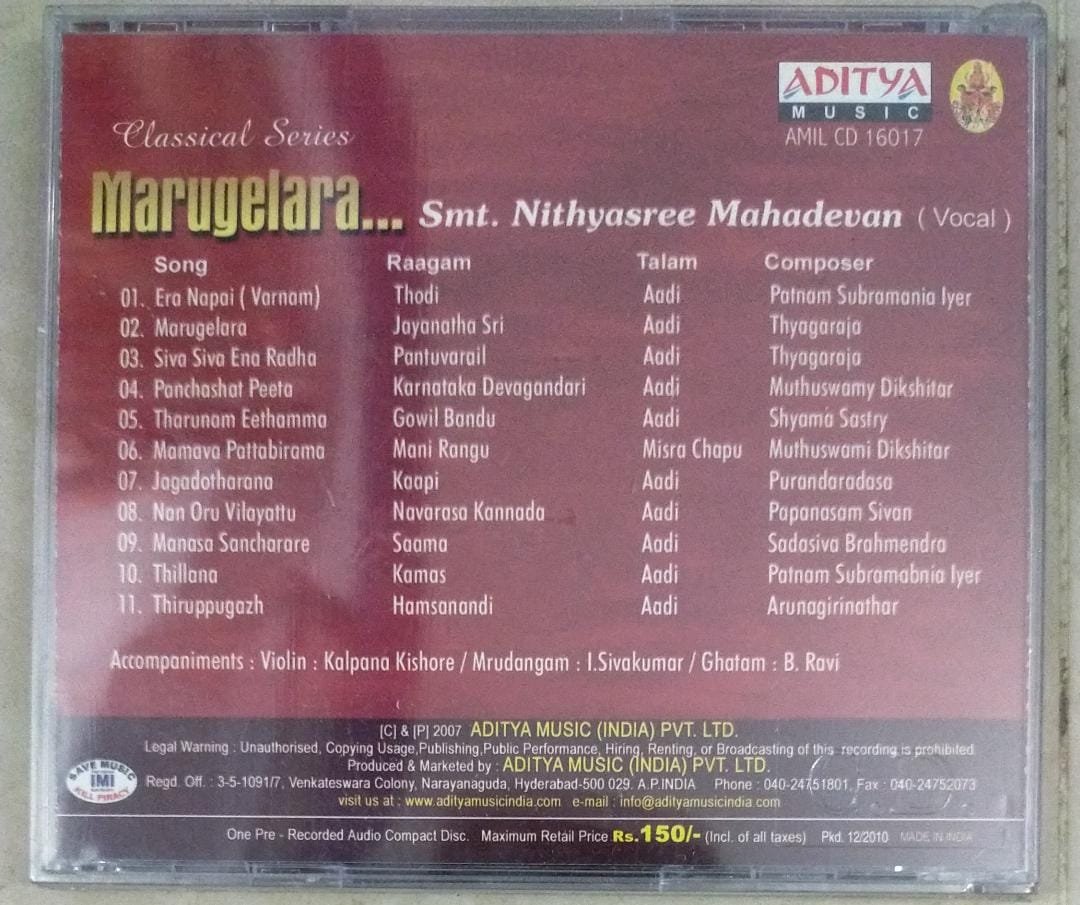 ADITYA
MUSIC
AMIL CD 16017
Classical Series
Marugelara... Smt. Nithyasree Mahadevan ( Vocal )
Song Raagam Talam Composer
01. Era Napai ( Varnam) Thodi Aadi Patnam Subramania Iyer
02. Marugelara Jayanatha Sri Aadi Thyagaraja
03. Siva Siva Ena Radha Pantuvarail Aadi Thyagaraja
04. Panchashat Peeta Karnataka Devagandari Aadi Muthuswamy Dikshitar
05. Tharunam Eethamma Gowil Bandu Aadi Shyama Sastry
06. Mamava Pattabirama Mani Rangu Misra Chapu Muthuswami Dikshitar
07. Jagadotharana Kaapi Aadi Purandaradasa
08. Nan Oru Vilayattu Navarasa Kannada Aadi Papanasam Sivan
09. Manasa Sancharare Saama Aadi Sadasiva Brahmendra
10. Thillana Kamas Aadi Patnam Subramabnia Iyer
11. Thiruppugazh Hamsanandi Aadi Arunagirinathar
Accompaniments : Violin : Kalpana Kishore / Mrudangam : I.Sivakumar / Ghatam : B. Ravi
[C] & [P] 2007 ADITYA MUSIC (INDIA) PVT. LTD.
Legal Warning : Unauthorised, Copying Usage,Publishing,Public Performance, Hiring, Renting, or Broadcasting of this recording is prohibited
Produced & Marketed by : ADITYA MUSIC (INDIA) PVT. LTD.
Regd. Off. : 3-5-1091/7, Venkateswara Colony, Narayanaguda, Hyderabad-500 029. A.P.INDIA Phone : 040-24751801, Fax : 040-24752073
visit us at : www.adityamusicindia.com e-mail : info@adityamusicindia.com
SAVE MUSIC
IMI
KILL PIRACY
One Pre - Recorded Audio Compact Disc. Maximum Retail Price Rs.150/- (Incl. of all taxes) Pkd. 12/2010 MADE IN INDIA